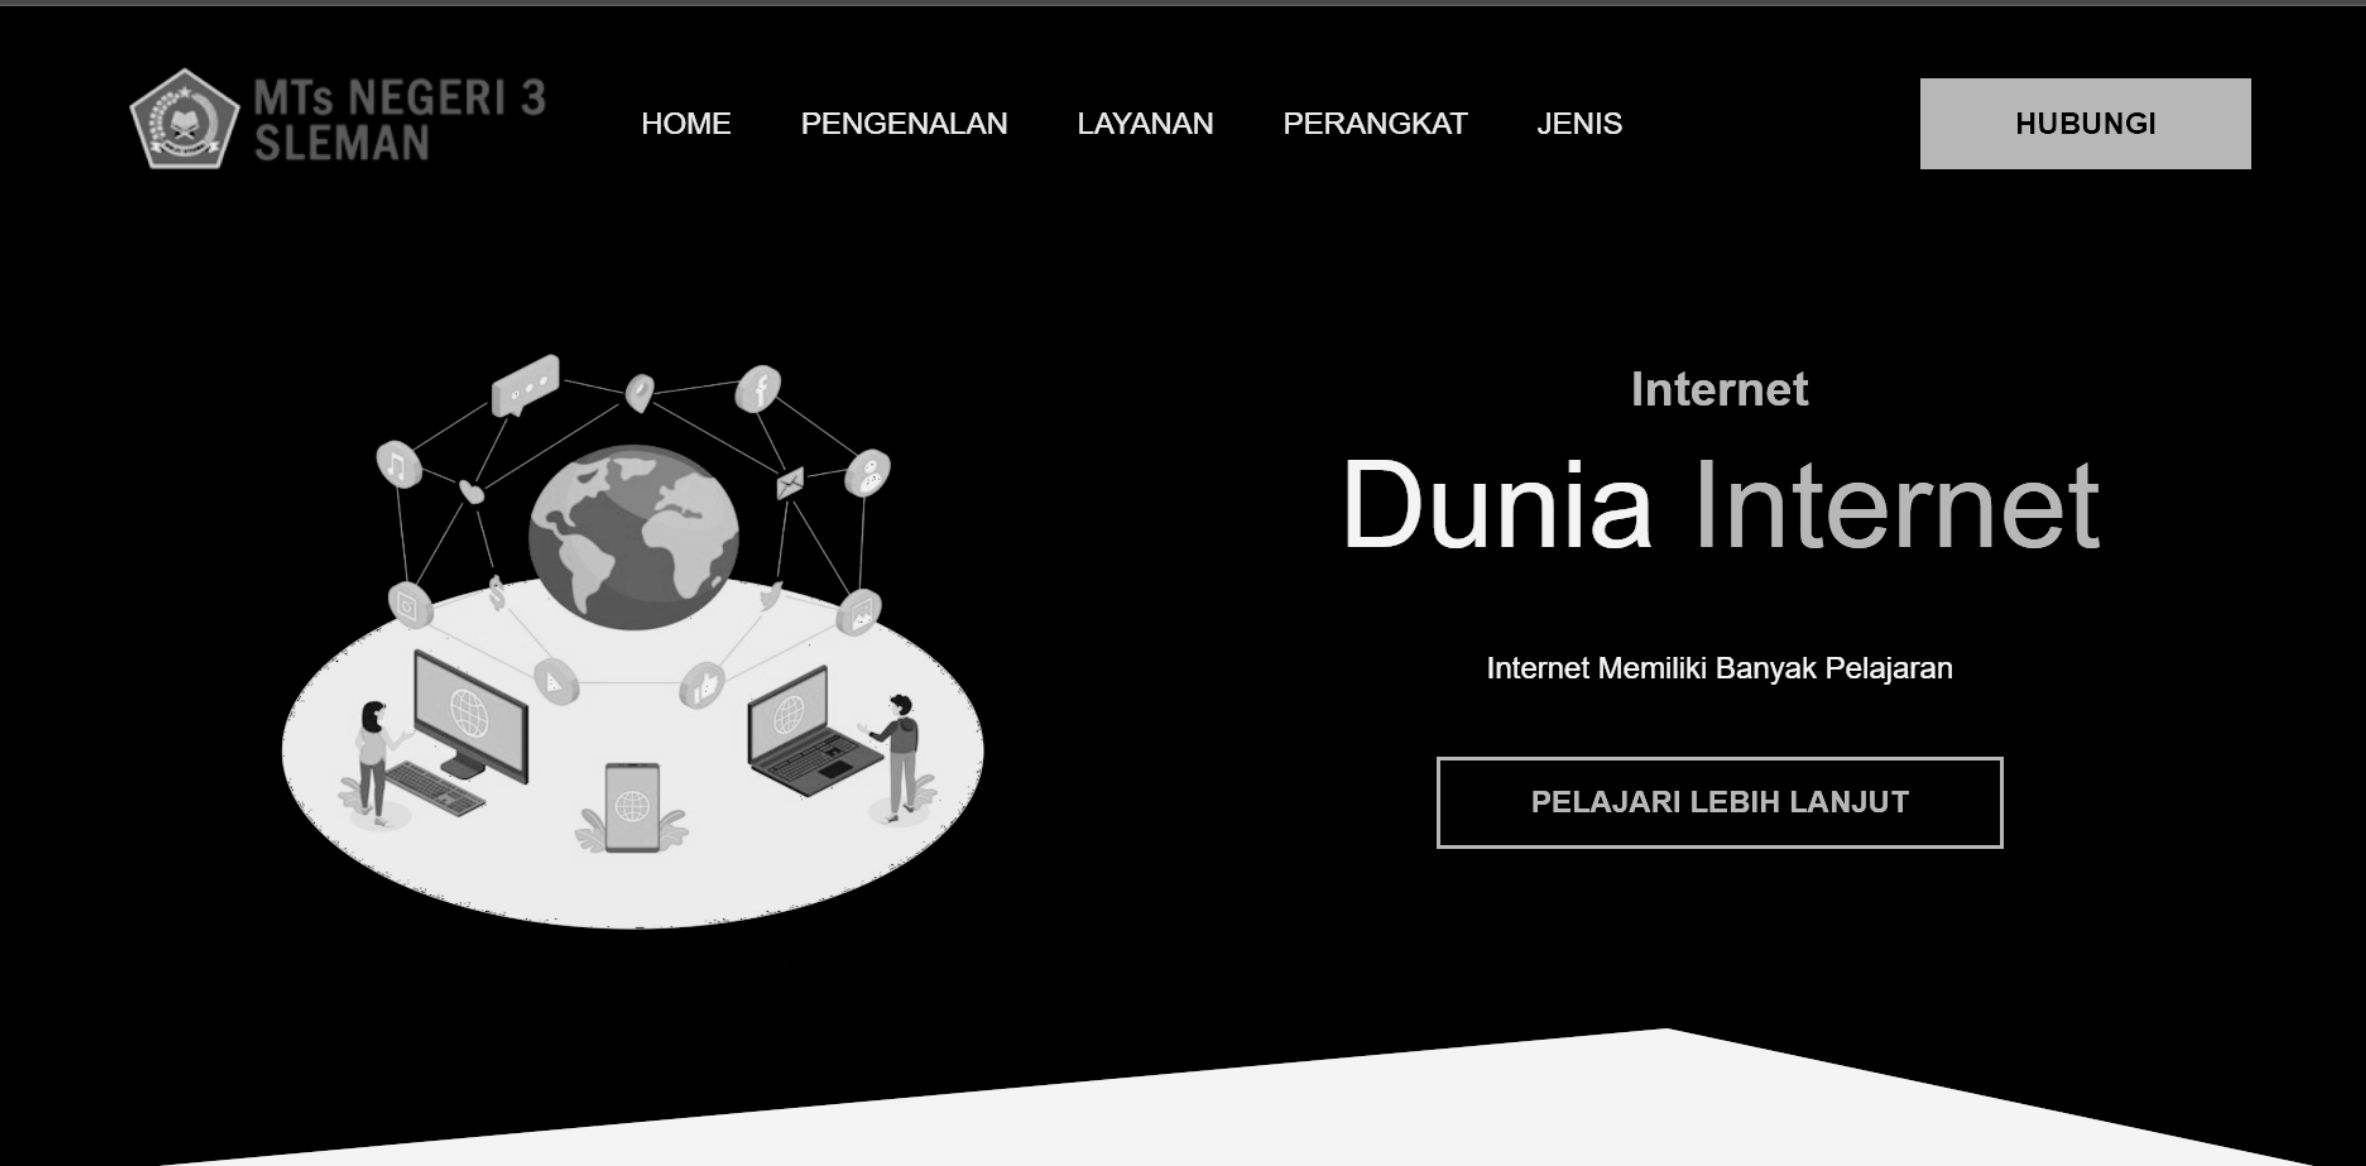 MTs NEGERI 3
SLEMAN
HOME
PENGENALAN
LAYANAN
PERANGKAT
JENIS
HUBUNGI
Internet
Dunia Internet
Internet Memiliki Banyak Pelajaran
PELAJARI LEBIH LANJUT